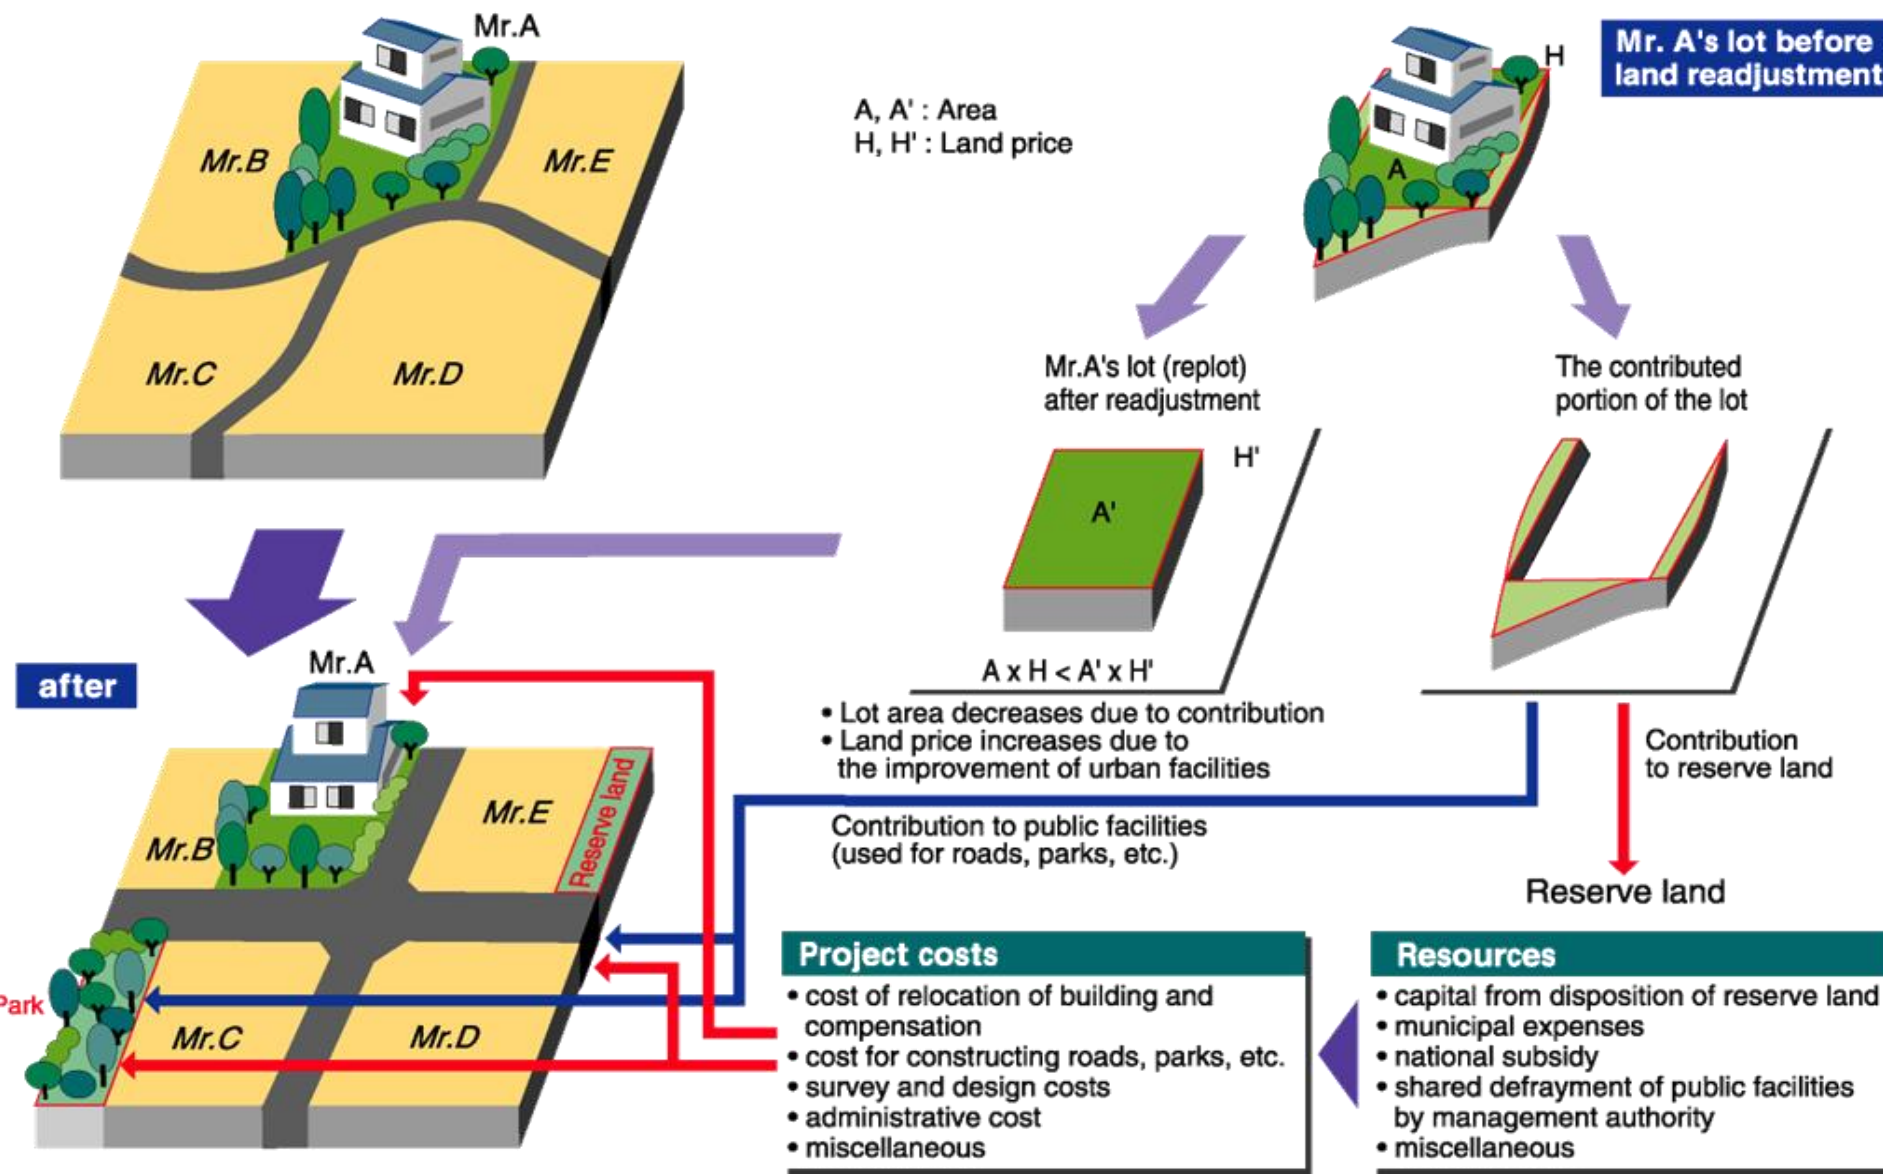 Mr.A
Mr.B
Mr.E
Mr.C
Mr.D
A, A' : Area
H, H' : Land price
H
A
Mr. A's lot before
land readjustment
Mr.A's lot (replot)
after readjustment
H'
A'
A x H < A' x H'
• Lot area decreases due to contribution
• Land price increases due to
the improvement of urban facilities
The contributed
portion of the lot
Contribution
to reserve land
Reserve land
Contribution to public facilities
(used for roads, parks, etc.)
after
Mr.A
Mr.B
Mr.E
Reserve land
Park
Mr.C
Mr.D
Project costs
• cost of relocation of building and
compensation
• cost for constructing roads, parks, etc.
• survey and design costs
• administrative cost
• miscellaneous
Resources
• capital from disposition of reserve land
• municipal expenses
• national subsidy
• shared defrayment of public facilities
by management authority
• miscellaneous